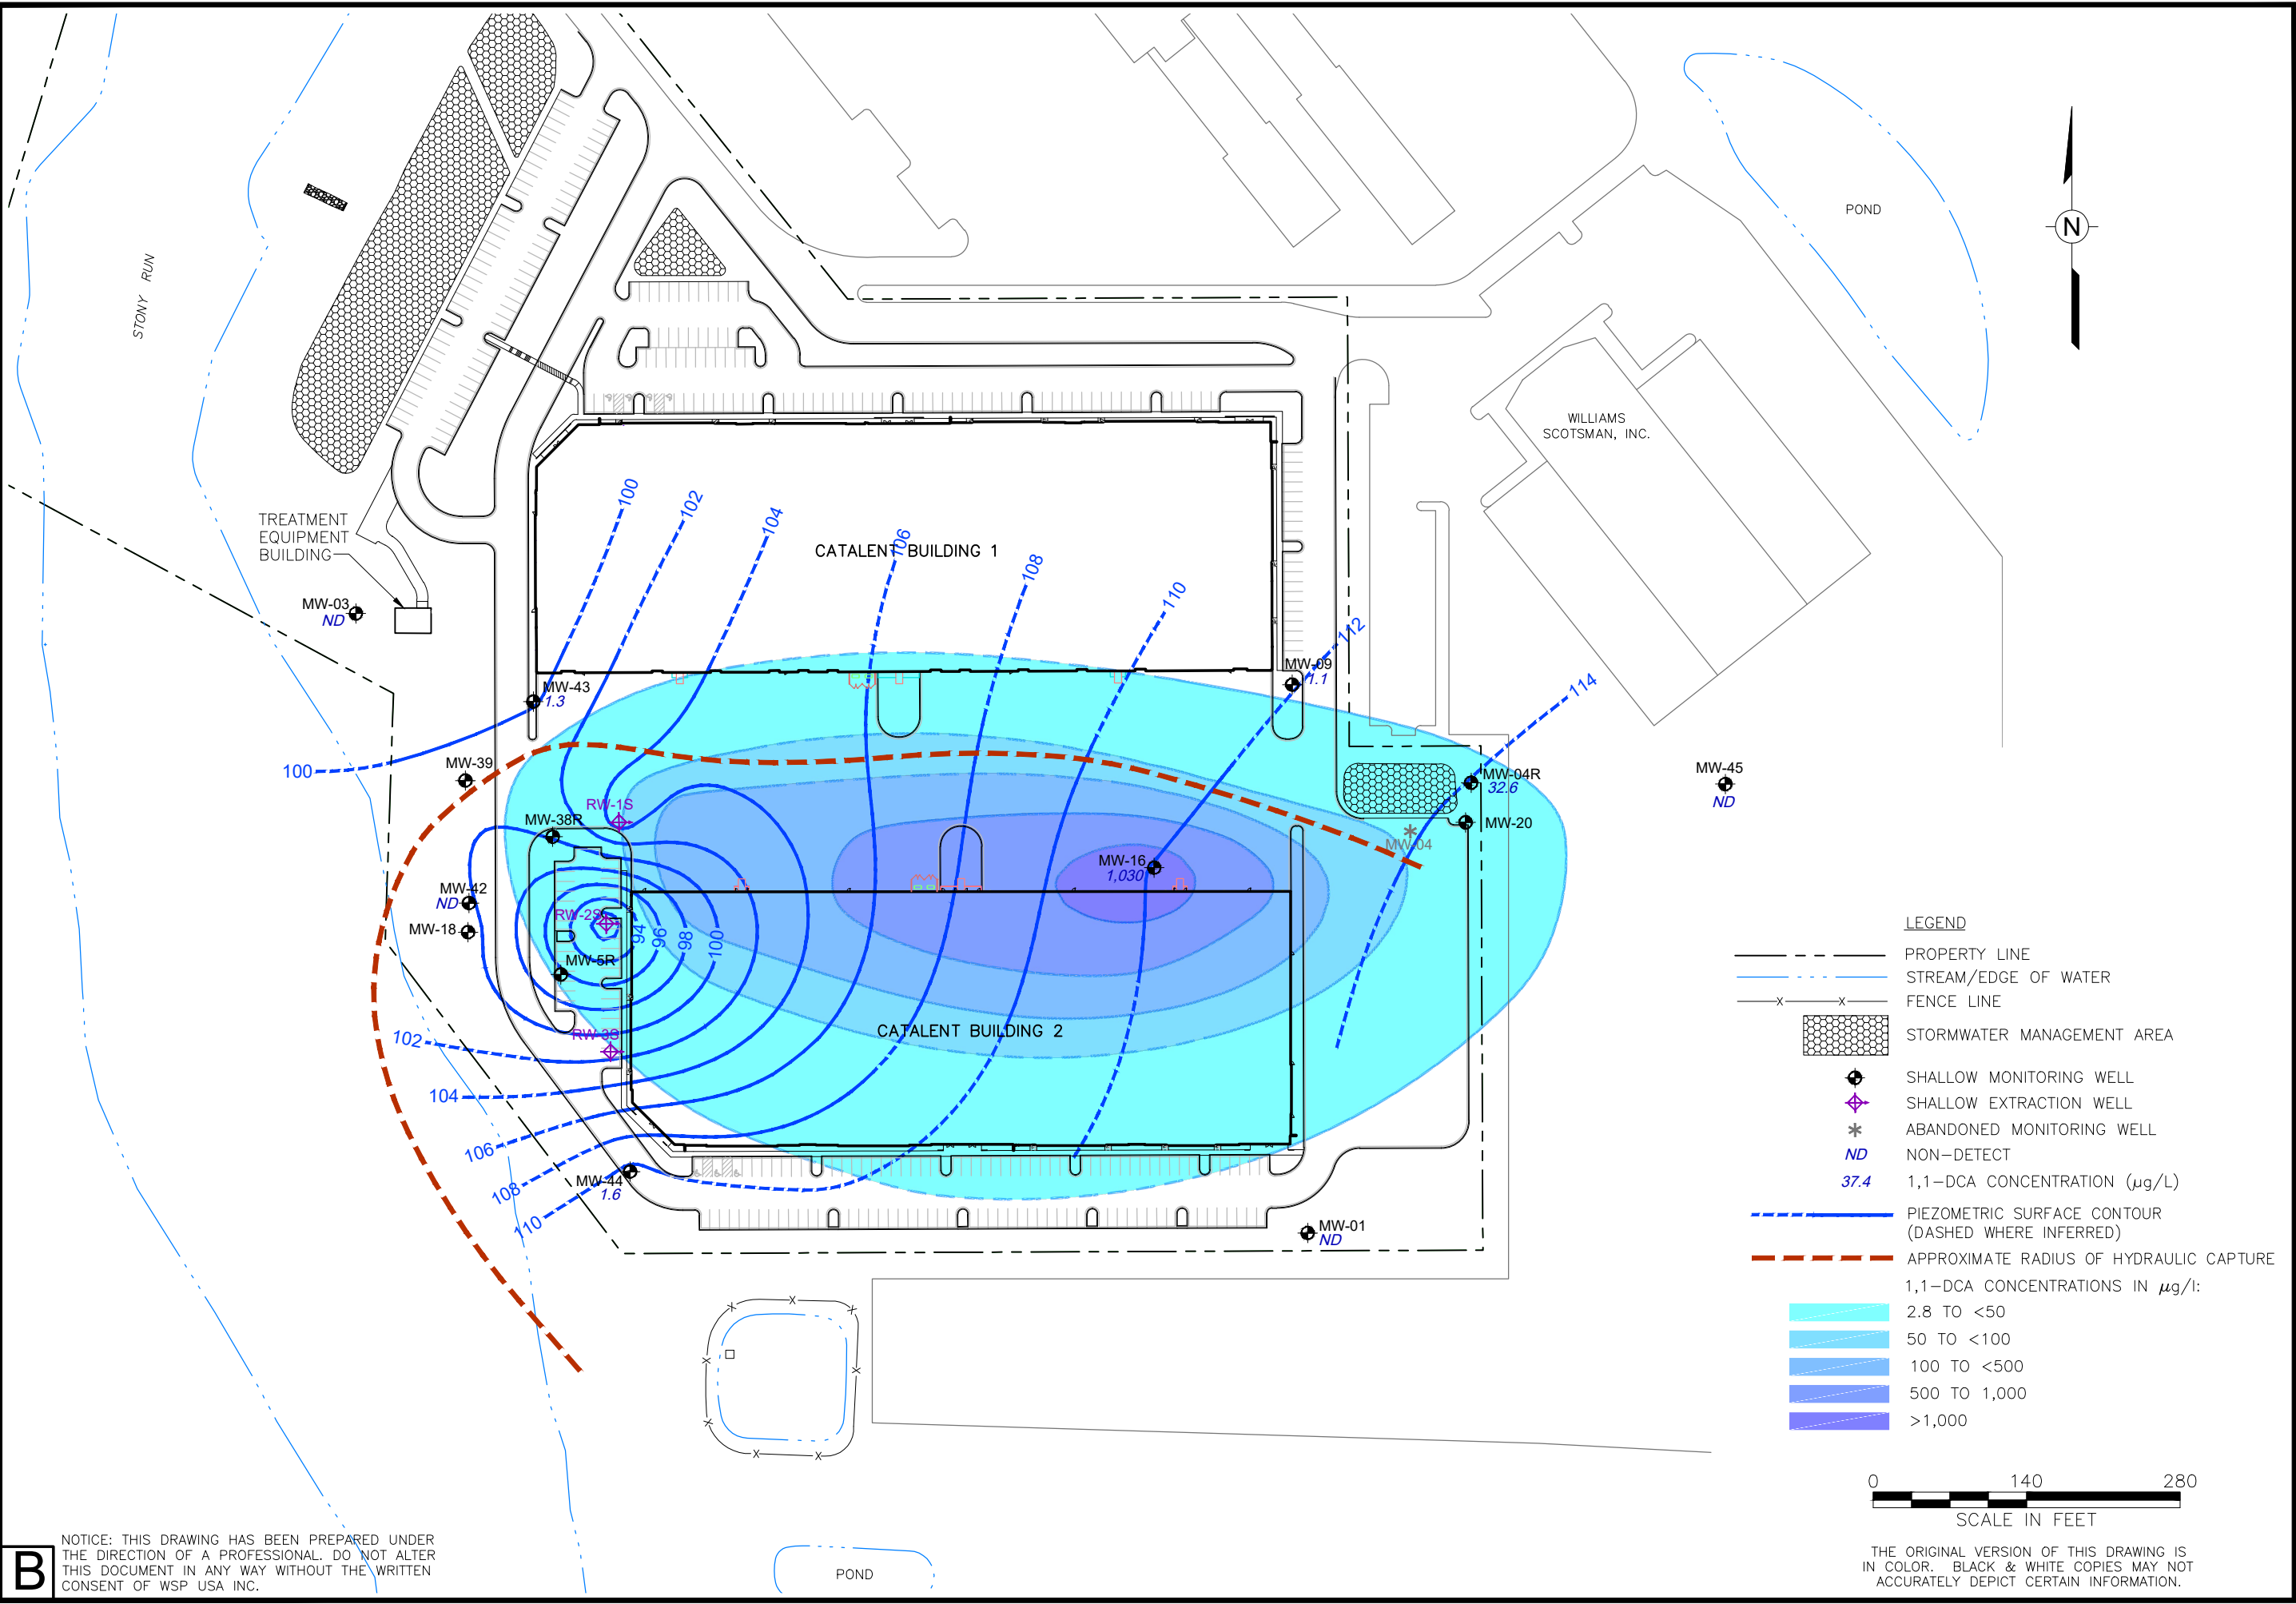 POND
N
STONY RUN
WILLIAMS
SCOTSMAN, INC.
100
102
104
106
108
110
112
114
TREATMENT
EQUIPMENT
BUILDING
CATALENT BUILDING 1
MW-03
ND
MW-09
1.1
MW-43
1.3
100
MW-39
MW-04R
32.6
MW-45
ND
RW-1S
MW-38R
MW-20
MW-04
MW-16
1,030
MW-42
ND
MW-18
RW-2S
94
96
98
100
MW-5R
RW-3S
CATALENT BUILDING 2
102
104
106
108
110
MW-44
1.6
MW-01
ND
LEGEND
PROPERTY LINE
STREAM/EDGE OF WATER
X X FENCE LINE
STORMWATER MANAGEMENT AREA
SHALLOW MONITORING WELL
SHALLOW EXTRACTION WELL
ABANDONED MONITORING WELL
ND NON-DETECT
37.4 1,1-DCA CONCENTRATION (µg/L)
PIEZOMETRIC SURFACE CONTOUR
(DASHED WHERE INFERRED)
APPROXIMATE RADIUS OF HYDRAULIC CAPTURE
1,1-DCA CONCENTRATIONS IN µg/l:
2.8 TO <50
50 TO <100
100 TO <500
500 TO 1,000
>1,000
X X X
X X
X X X
0 140 280
SCALE IN FEET
THE ORIGINAL VERSION OF THIS DRAWING IS
IN COLOR. BLACK & WHITE COPIES MAY NOT
ACCURATELY DEPICT CERTAIN INFORMATION.
POND
B
NOTICE: THIS DRAWING HAS BEEN PREPARED UNDER
THE DIRECTION OF A PROFESSIONAL. DO NOT ALTER
THIS DOCUMENT IN ANY WAY WITHOUT THE WRITTEN
CONSENT OF WSP USA INC.